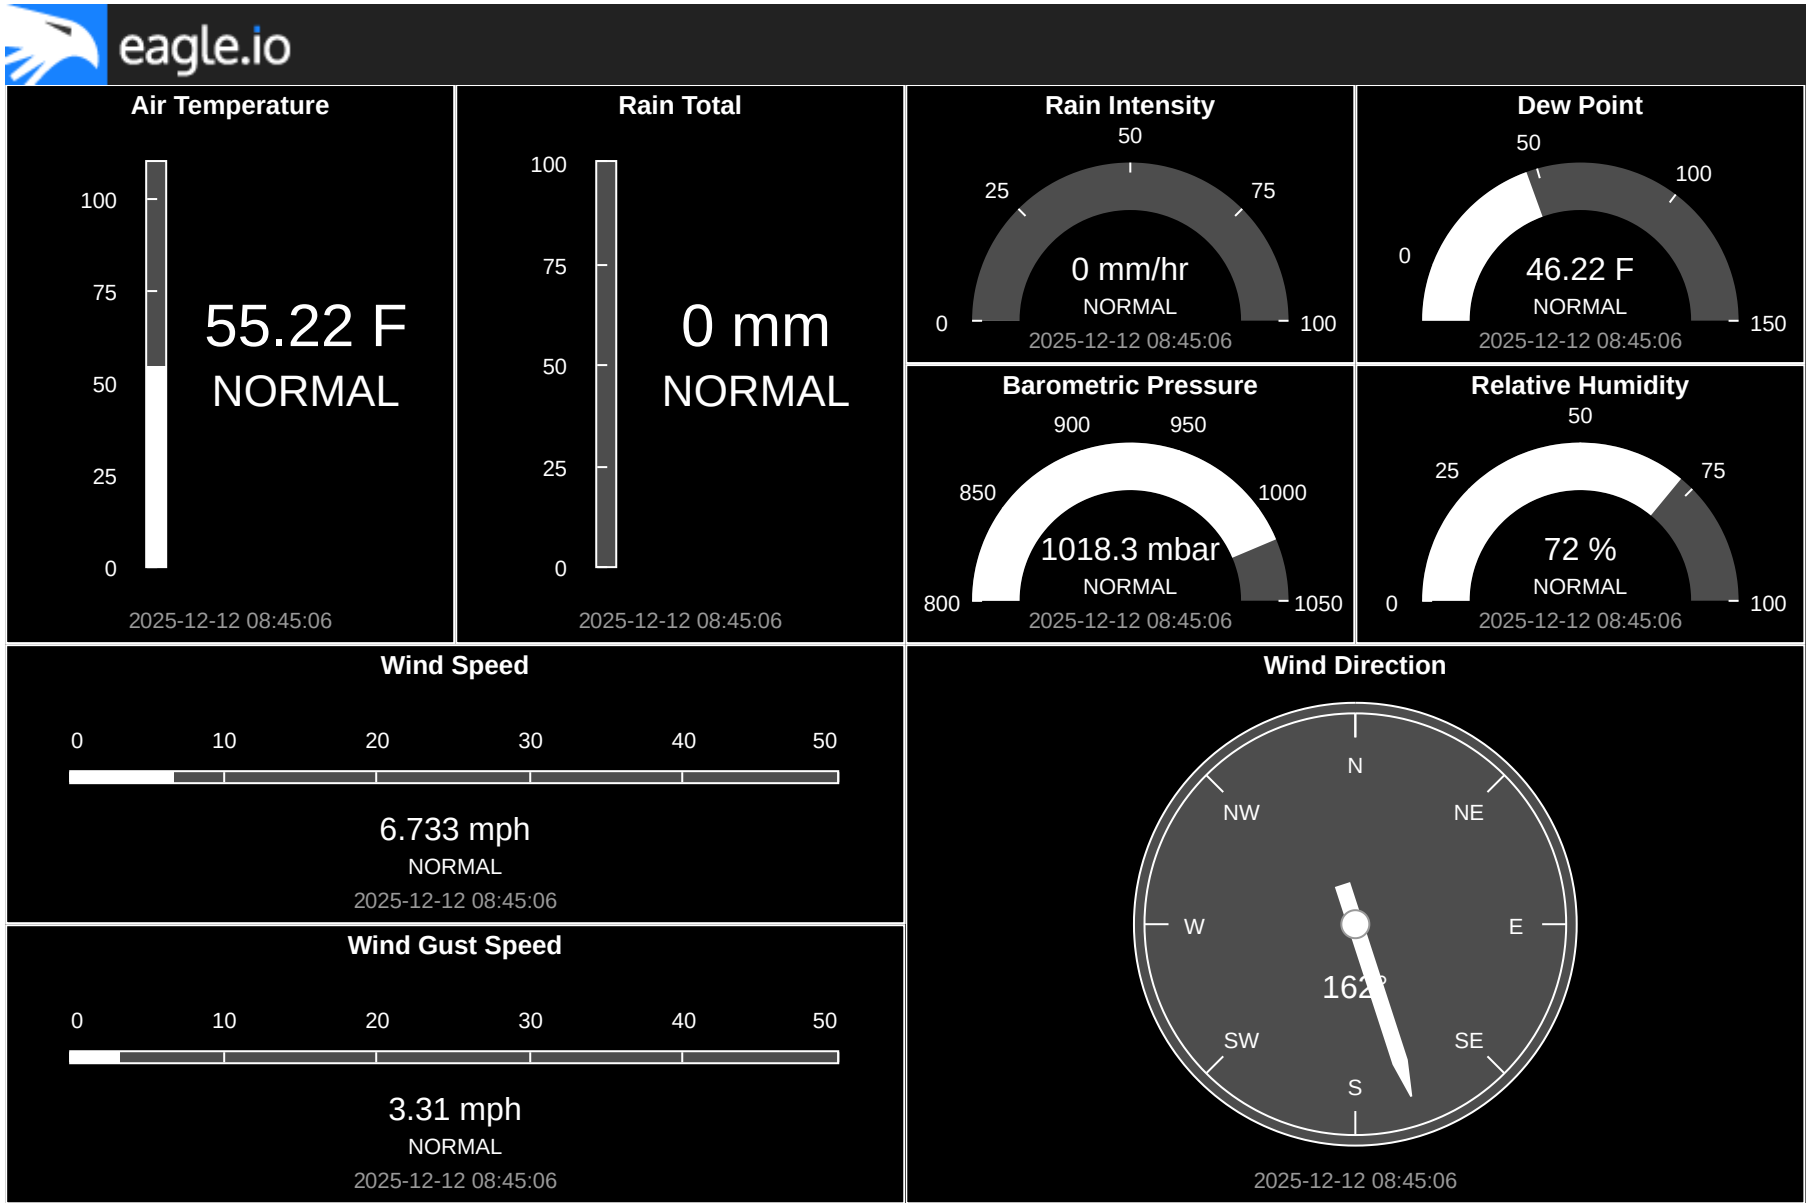 eagle.io
Air Temperature
100
75
50
25
0
55.22 F
NORMAL
2025-12-12 08:45:06
Rain Total
100
75
50
25
0
0 mm
NORMAL
2025-12-12 08:45:06
Rain Intensity
0
25
50
75
100
0 mm/hr
NORMAL
2025-12-12 08:45:06
Dew Point
0
50
100
150
46.22 F
NORMAL
2025-12-12 08:45:06
Barometric Pressure
800
850
900
950
1000
1050
1018.3 mbar
NORMAL
2025-12-12 08:45:06
Relative Humidity
0
25
50
75
100
72 %
NORMAL
2025-12-12 08:45:06
Wind Speed
0 10 20 30 40 50
6.733 mph
NORMAL
2025-12-12 08:45:06
Wind Gust Speed
0 10 20 30 40 50
3.31 mph
NORMAL
2025-12-12 08:45:06
Wind Direction
N
NW NE
W E
162°
SW SE
S
2025-12-12 08:45:06